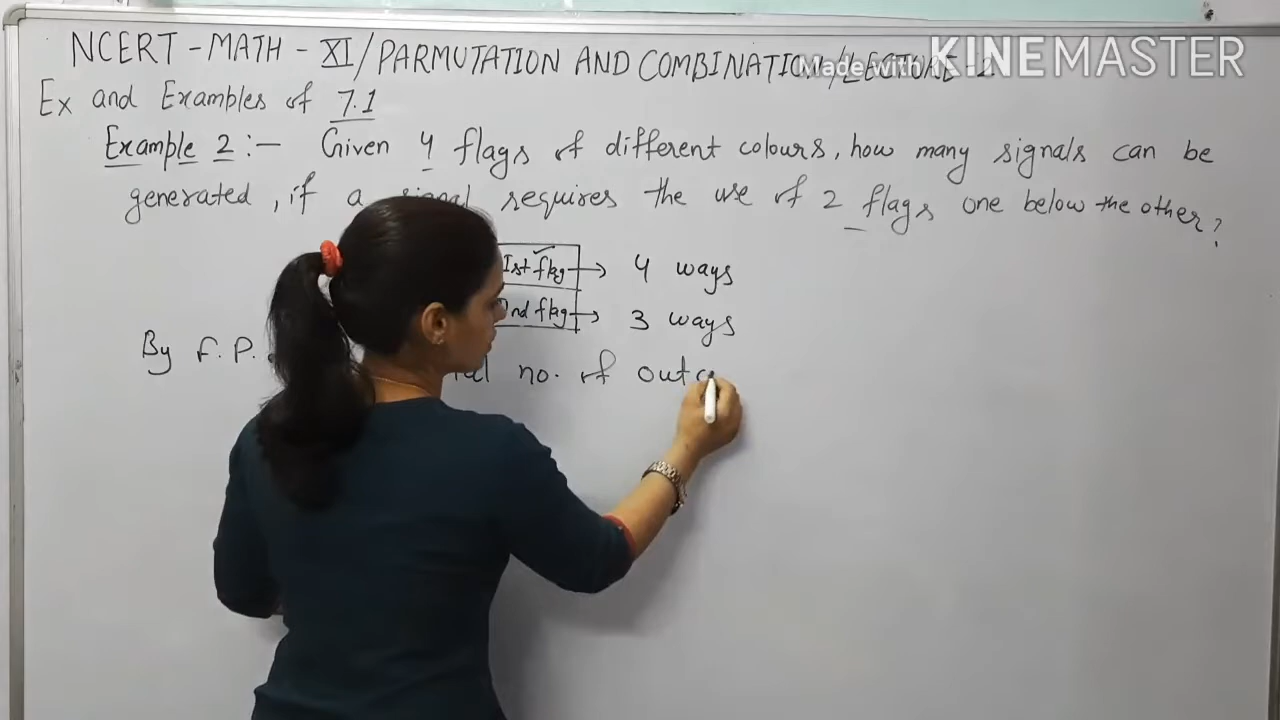 NCERT - MATH - XI / PARMUTATION AND COMBINATION / LECTURE - 2
Made with KINEMASTER
Ex and Examples of 7.1
Example 2 :- Given 4 flags of different colours, how many signals can be
generated, if a signal requires the use of 2 flags one below the other?
Ist flag → 4 ways
2nd flag → 3 ways
By F.P. no. of outc